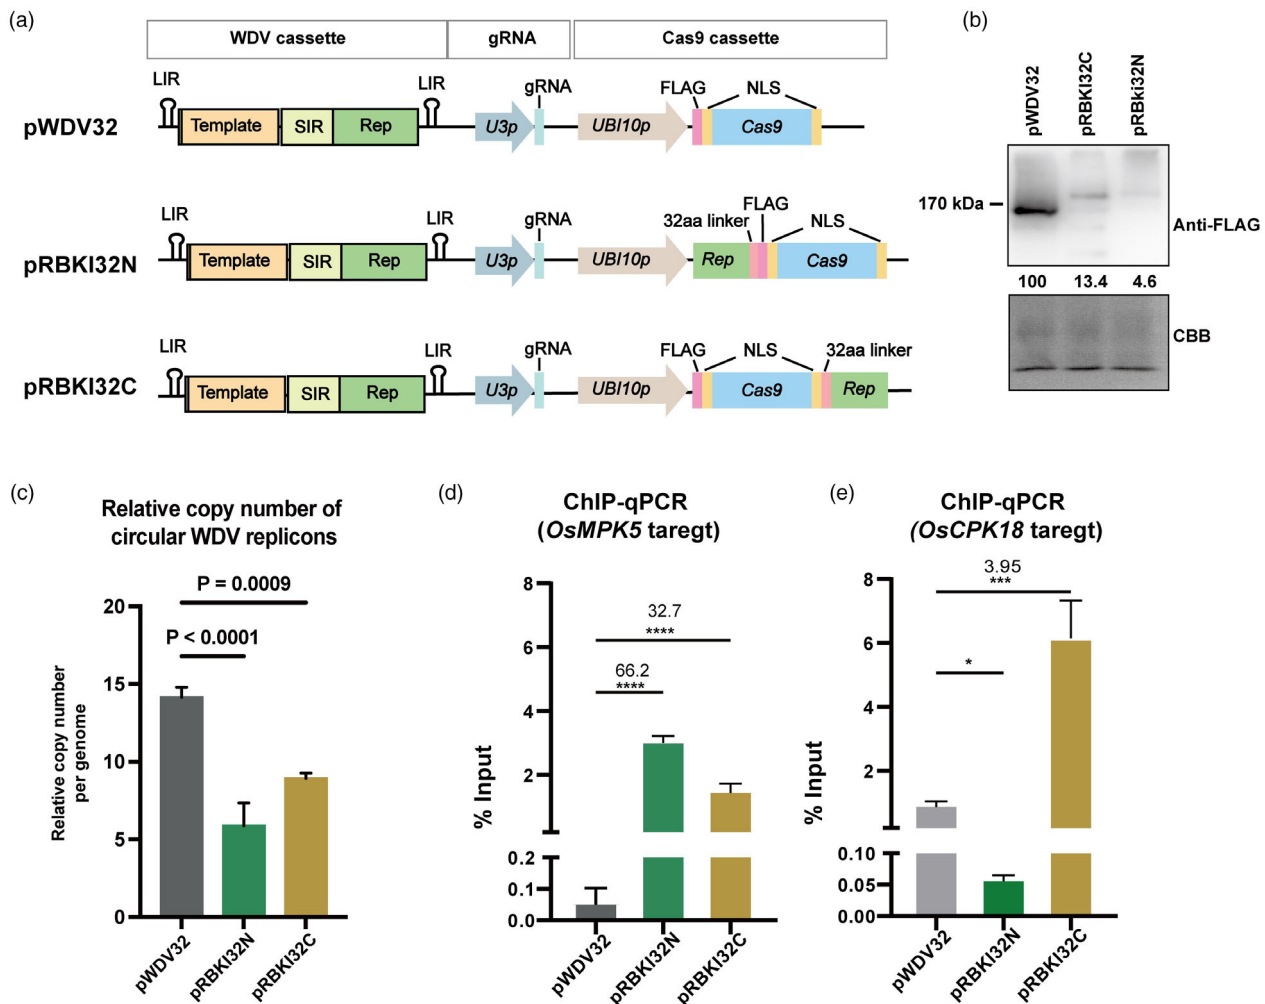 (a)
WDV cassette gRNA Cas9 cassette
LIR LIR gRNA FLAG NLS
pWDV32 Template SIR Rep U3p UBI10p Cas9
LIR LIR gRNA 32aa linker FLAG NLS
pRBKI32N Template SIR Rep U3p UBI10p Rep Cas9
LIR LIR gRNA FLAG NLS 32aa linker
pRBKI32C Template SIR Rep U3p UBI10p Cas9 Rep
(b)
pWDV32 pRBKI32C pRBKi32N
170 kDa
Anti-FLAG
100 13.4 4.6
CBB
(c)
Relative copy number of
circular WDV replicons
P = 0.0009
P < 0.0001
Relative copy number
per genome
20
15
10
5
0
pWDV32 pRBKI32N pRBKI32C
(d)
ChIP-qPCR
(OsMPK5 taregt)
32.7
****
66.2
****
% Input
8
6
4
2
0.2
0.1
0.0
pWDV32 pRBKI32N pRBKI32C
(e)
ChIP-qPCR
(OsCPK18 taregt)
3.95
***
*
% Input
8
6
4
2
0.10
0.05
0.00
pWDV32 pRBKI32N pRBKI32C